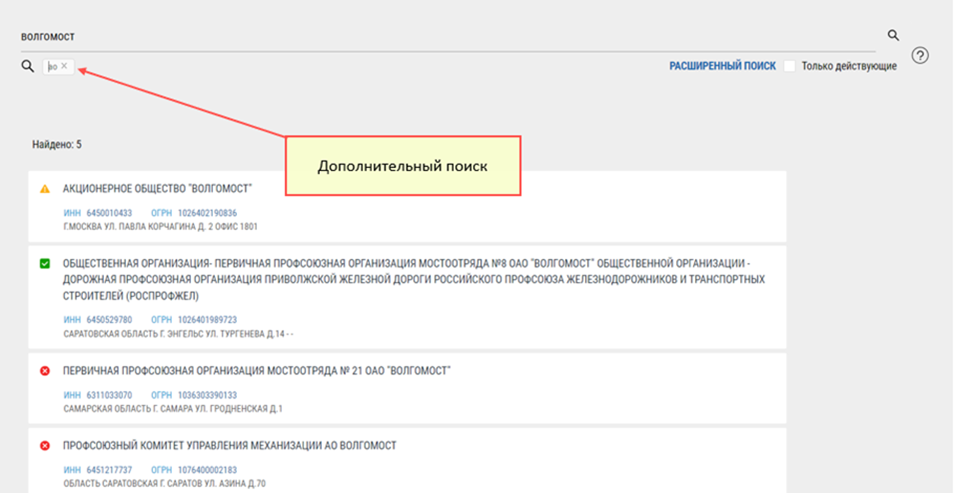 ВОЛГОМОСТ
во ×
РАСШИРЕННЫЙ ПОИСК Только действующие
Найдено: 5
Дополнительный поиск
АКЦИОНЕРНОЕ ОБЩЕСТВО "ВОЛГОМОСТ"
ИНН 6450010433 ОГРН 1026402190836
Г.МОСКВА УЛ. ПАВЛА КОРЧАГИНА Д. 2 ОФИС 1801
ОБЩЕСТВЕННАЯ ОРГАНИЗАЦИЯ- ПЕРВИЧНАЯ ПРОФСОЮЗНАЯ ОРГАНИЗАЦИЯ МОСТООТРЯДА №8 ОАО "ВОЛГОМОСТ" ОБЩЕСТВЕННОЙ ОРГАНИЗАЦИИ -
ДОРОЖНАЯ ПРОФСОЮЗНАЯ ОРГАНИЗАЦИЯ ПРИВОЛЖСКОЙ ЖЕЛЕЗНОЙ ДОРОГИ РОССИЙСКОГО ПРОФСОЮЗА ЖЕЛЕЗНОДОРОЖНИКОВ И ТРАНСПОРТНЫХ
СТРОИТЕЛЕЙ (РОСПРОФЖЕЛ)
ИНН 6450529780 ОГРН 1026401989723
САРАТОВСКАЯ ОБЛАСТЬ Г. ЭНГЕЛЬС УЛ. ТУРГЕНЕВА Д.14 - -
ПЕРВИЧНАЯ ПРОФСОЮЗНАЯ ОРГАНИЗАЦИЯ МОСТООТРЯДА № 21 ОАО "ВОЛГОМОСТ"
ИНН 6311033070 ОГРН 1036303390133
САМАРСКАЯ ОБЛАСТЬ Г. САМАРА УЛ. ГРОДНЕНСКАЯ Д.1
ПРОФСОЮЗНЫЙ КОМИТЕТ УПРАВЛЕНИЯ МЕХАНИЗАЦИИ АО ВОЛГОМОСТ
ИНН 6451217737 ОГРН 1076400002183
ОБЛАСТЬ САРАТОВСКАЯ Г. САРАТОВ УЛ. АЗИНА Д.70